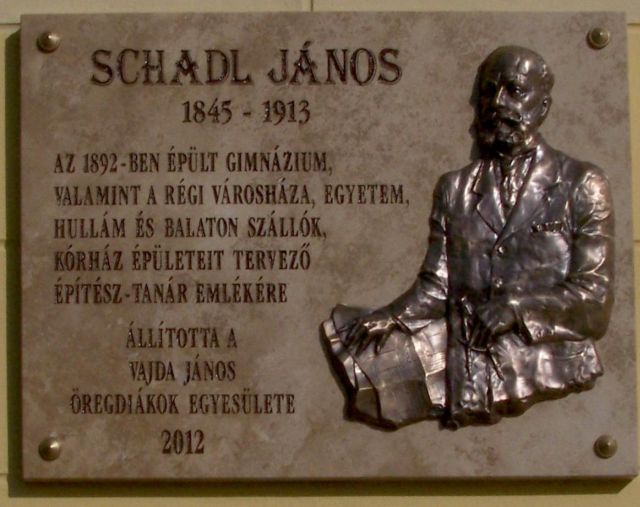 SCHADL JÁNOS
1845 - 1913
AZ 1892-BEN ÉPÜLT GIMNÁZIUM,
VALAMINT A RÉGI VÁROSHÁZA, EGYETEM,
HULLÁM ÉS BALATON SZÁLLÓK,
KÓRHÁZ ÉPÜLETEIT TERVEZŐ
ÉPÍTÉSZ-TANÁR EMLÉKÉRE
ÁLLÍTOTTA A
VAJDA JÁNOS
ÖREGDIÁKOK EGYESÜLETE
2012